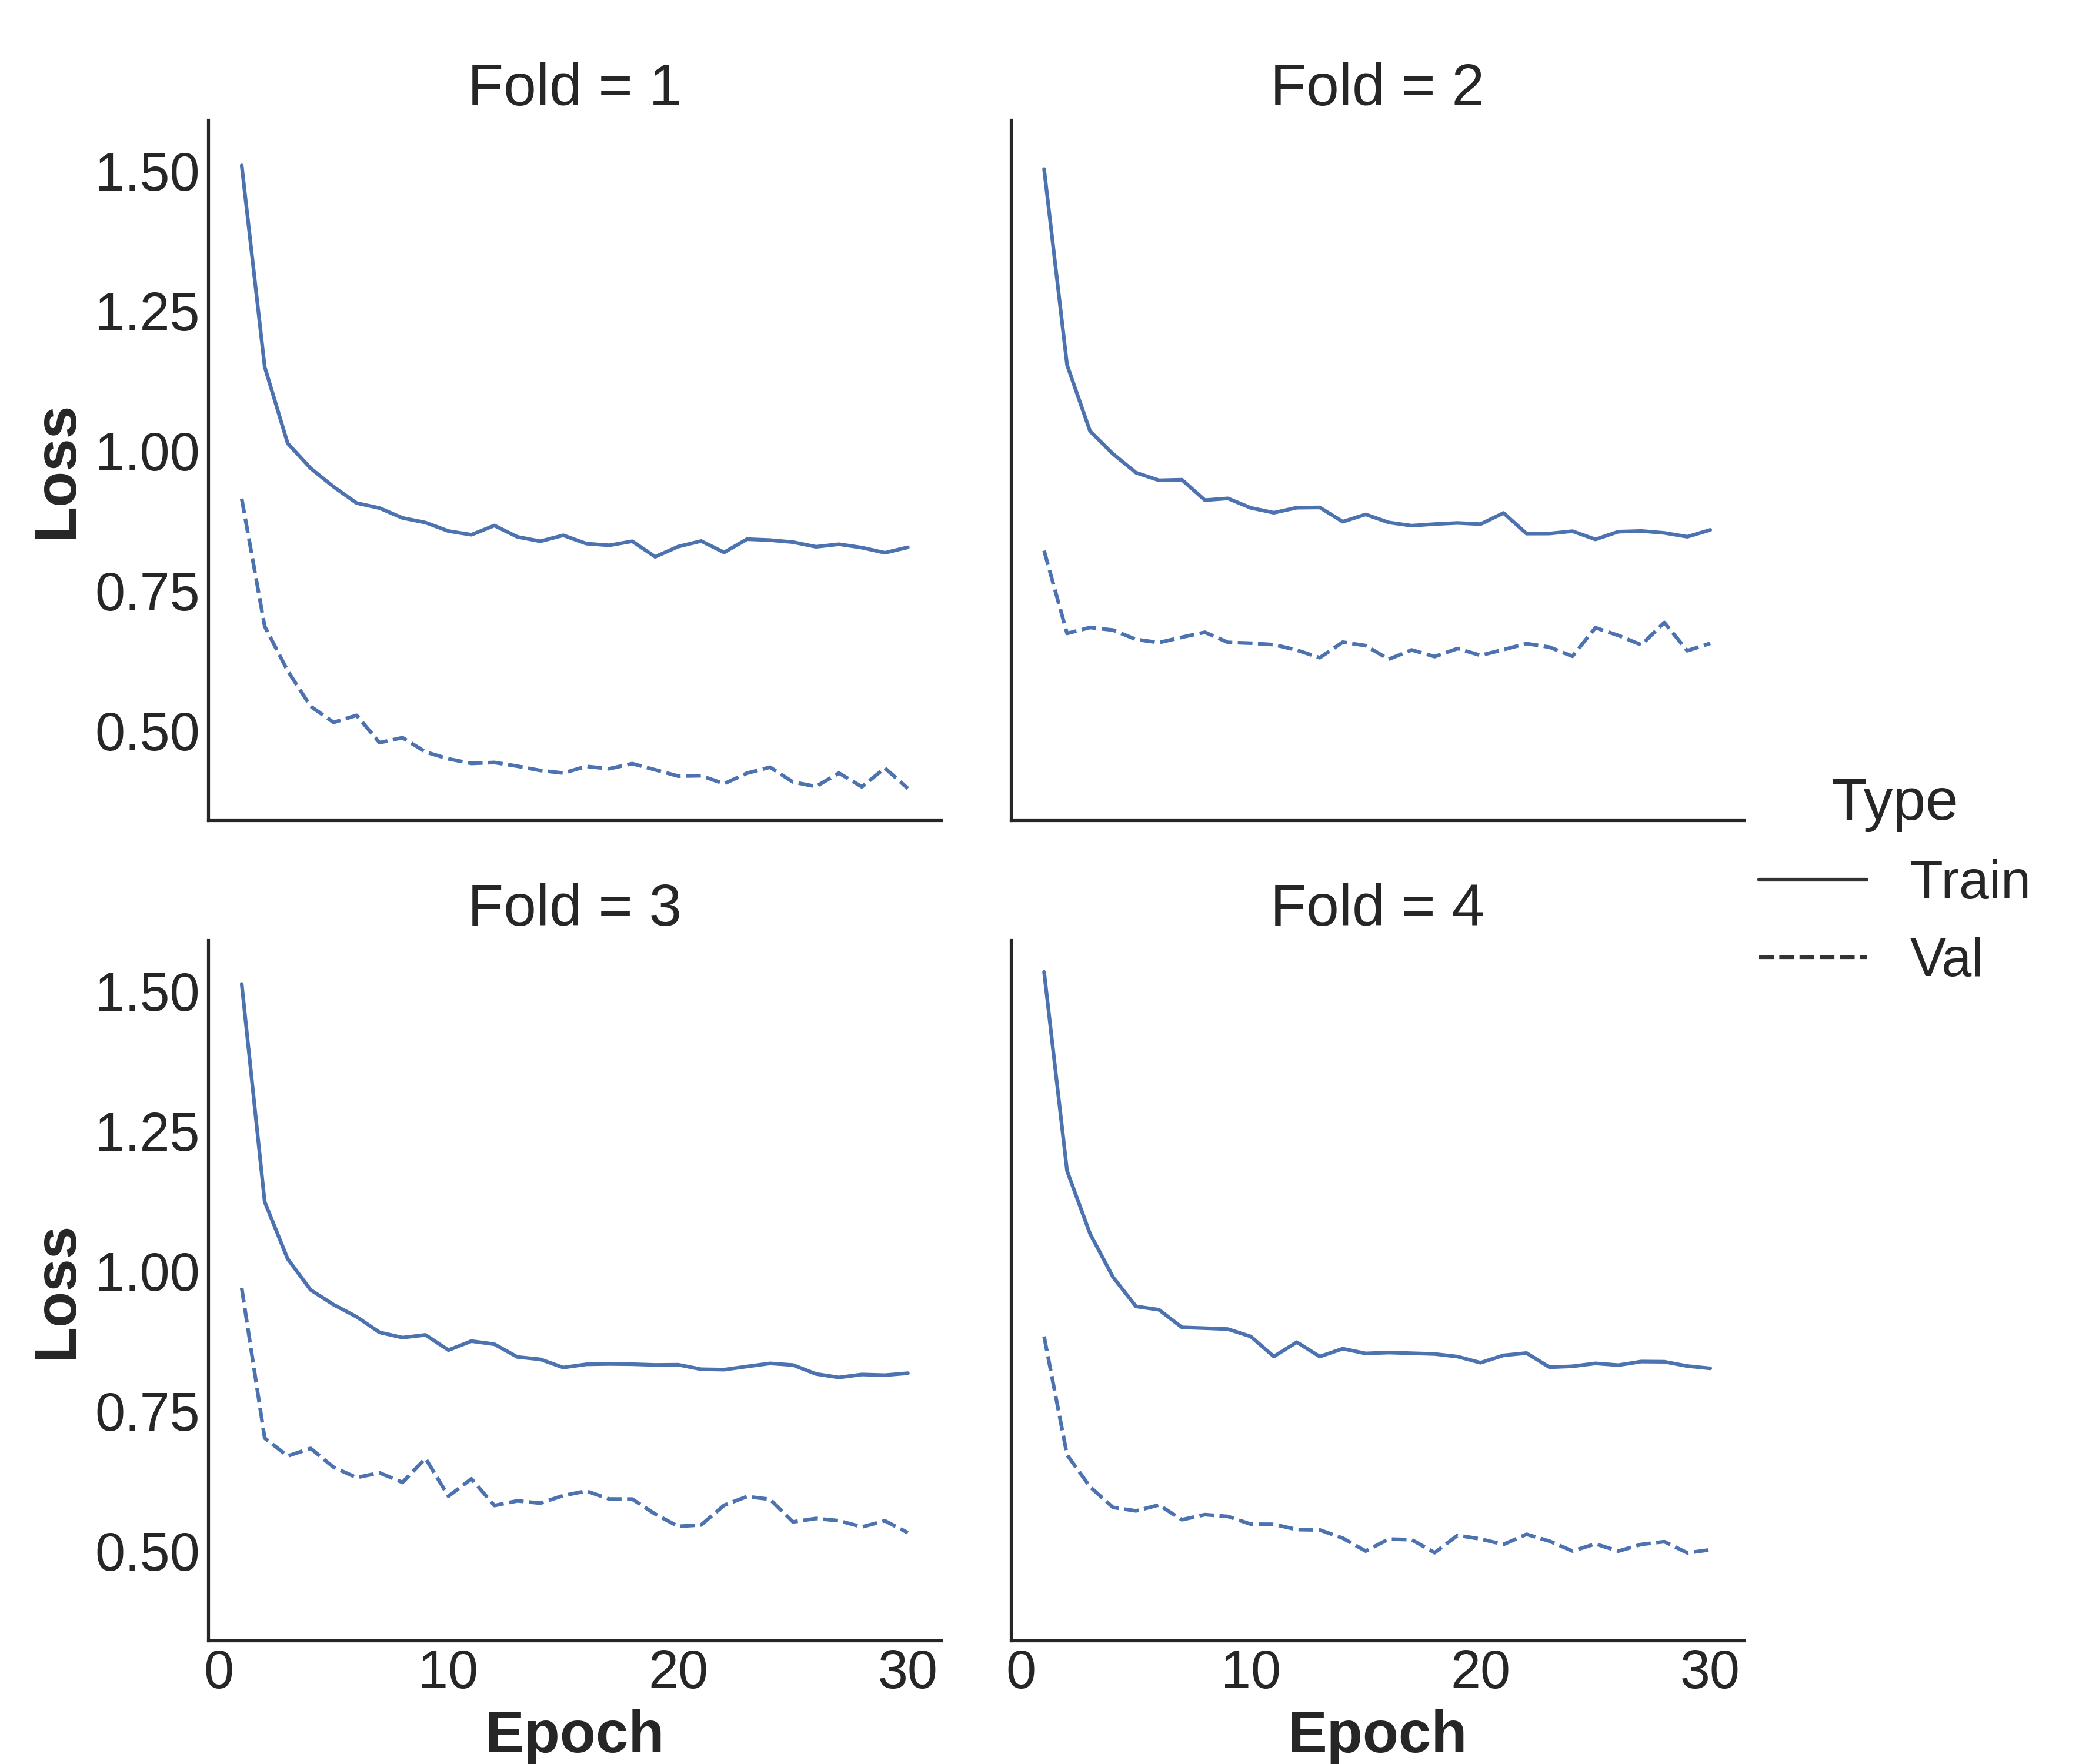 Fold = 1
Fold = 2
1.50
1.25
1.00
0.75
0.50
Loss
Type
Train
Val
Fold = 3
Fold = 4
1.50
1.25
1.00
0.75
0.50
Loss
0 10 20 30
0 10 20 30
Epoch
Epoch